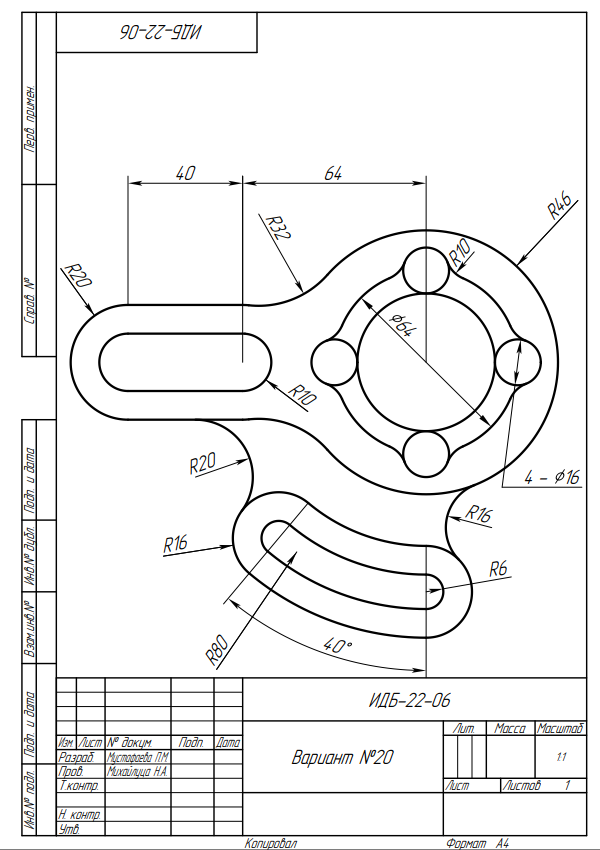 ИДБ-22-06
Перв. примен.
Справ. №
Подп. и дата
Инв.№ дубл.
Взам.инв.№
Подп. и дата
Инв.№ подл.
40
64
R46
R32
R10
R20
ϕ64
R10
R20
4 - ϕ16
R16
R16
R6
R80
40°
ИДБ-22-06
Изм. Лист № докум. Подп. Дата
Разраб. Мустафаева П.М.
Пров. Михайлуца Н.А.
Т.контр.
Н. контр.
Утв.
Вариант №20
Лит. Масса Масштаб
1:1
Лист Листов 1
Копировал Формат А4